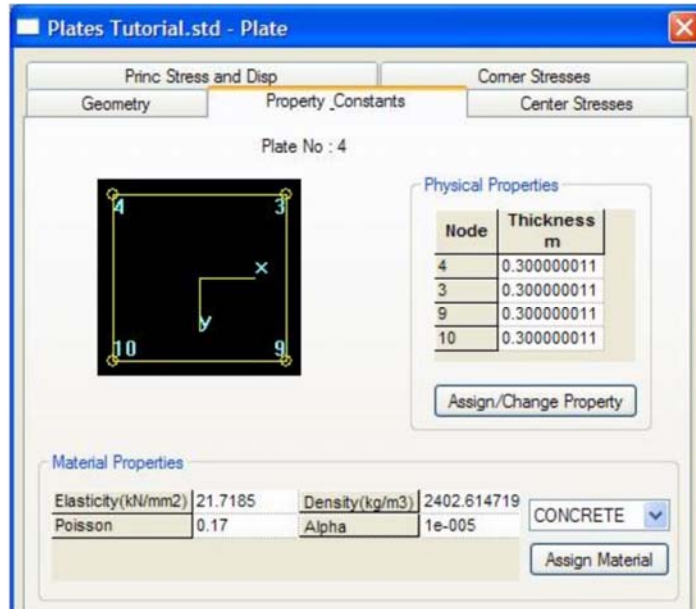 Plates Tutorial.std - Plate
Princ Stress and Disp Corner Stresses
Geometry Property_Constants Center Stresses
Plate No : 4
4 3
x
y
10 9
Physical Properties
Node Thickness
m
4 0.300000011
3 0.300000011
9 0.300000011
10 0.300000011
Assign/Change Property
Material Properties
Elasticity(kN/mm2) 21.7185 Density(kg/m3) 2402.614719
Poisson 0.17 Alpha 1e-005
CONCRETE
Assign Material